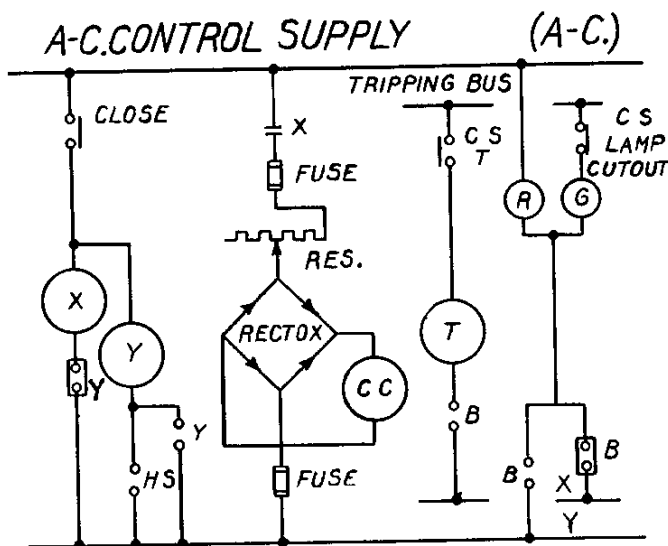 A-C. CONTROL SUPPLY (A-C.)
TRIPPING BUS
CLOSE
X
FUSE
C S
T
C S
LAMP
CUTOUT
R
G
RES.
X
Y
RECTOX
C C
T
Y
Y
B
HS
FUSE
B
B
X
Y